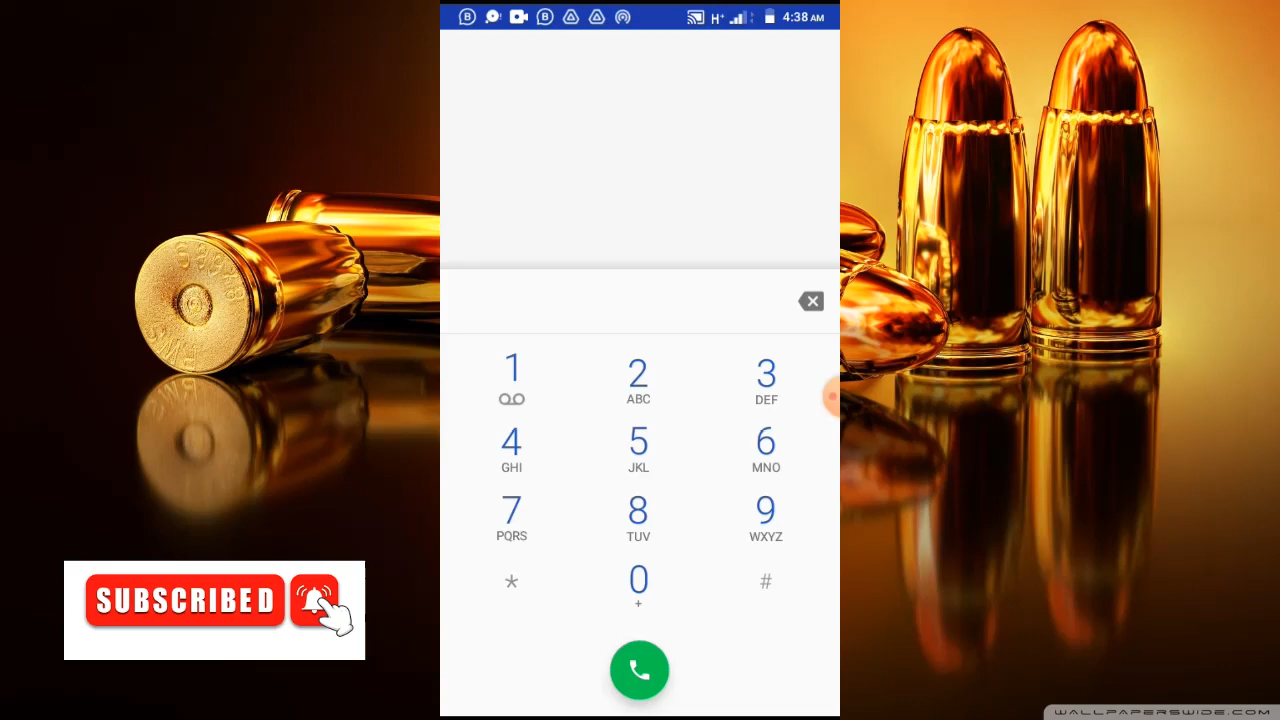 H+ 4:38 AM
1 2 3
ABC DEF
4 5 6
GHI JKL MNO
7 8 9
PQRS TUV WXYZ
* 0 #
+
SUBSCRIBED
WALLPAPERSWIDE.COM